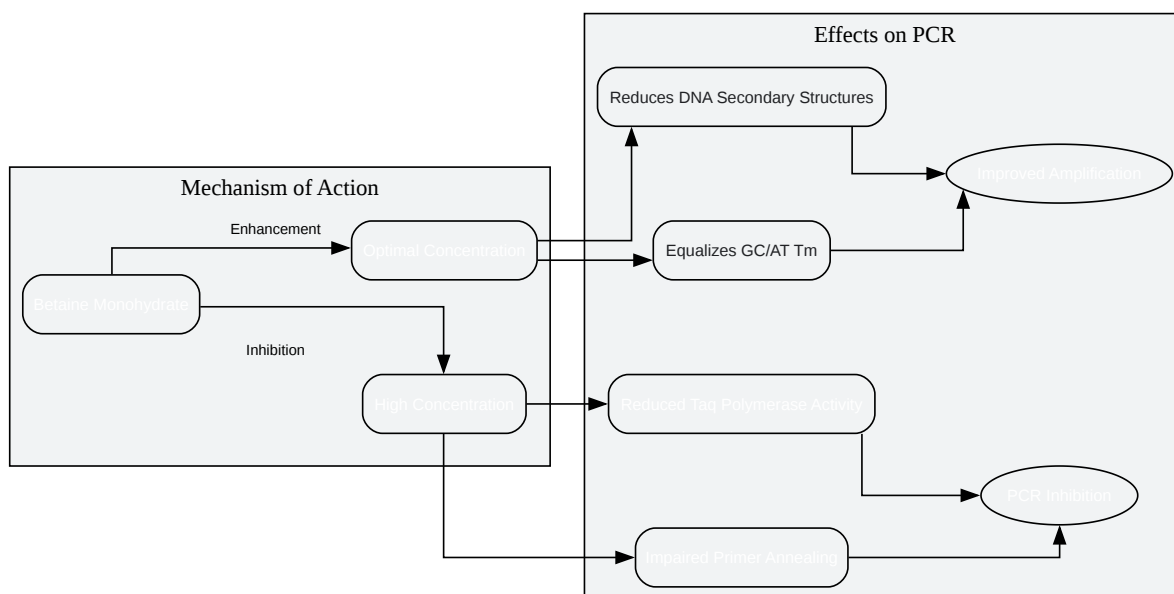 Effects on PCR
Reduces DNA Secondary Structures
Improved Amplification
Mechanism of Action
Enhancement
Optimal Concentration
Equalizes GC/AT Tm
Betaine Monohydrate
Inhibition
High Concentration
Reduced Taq Polymerase Activity
PCR Inhibition
Impaired Primer Annealing